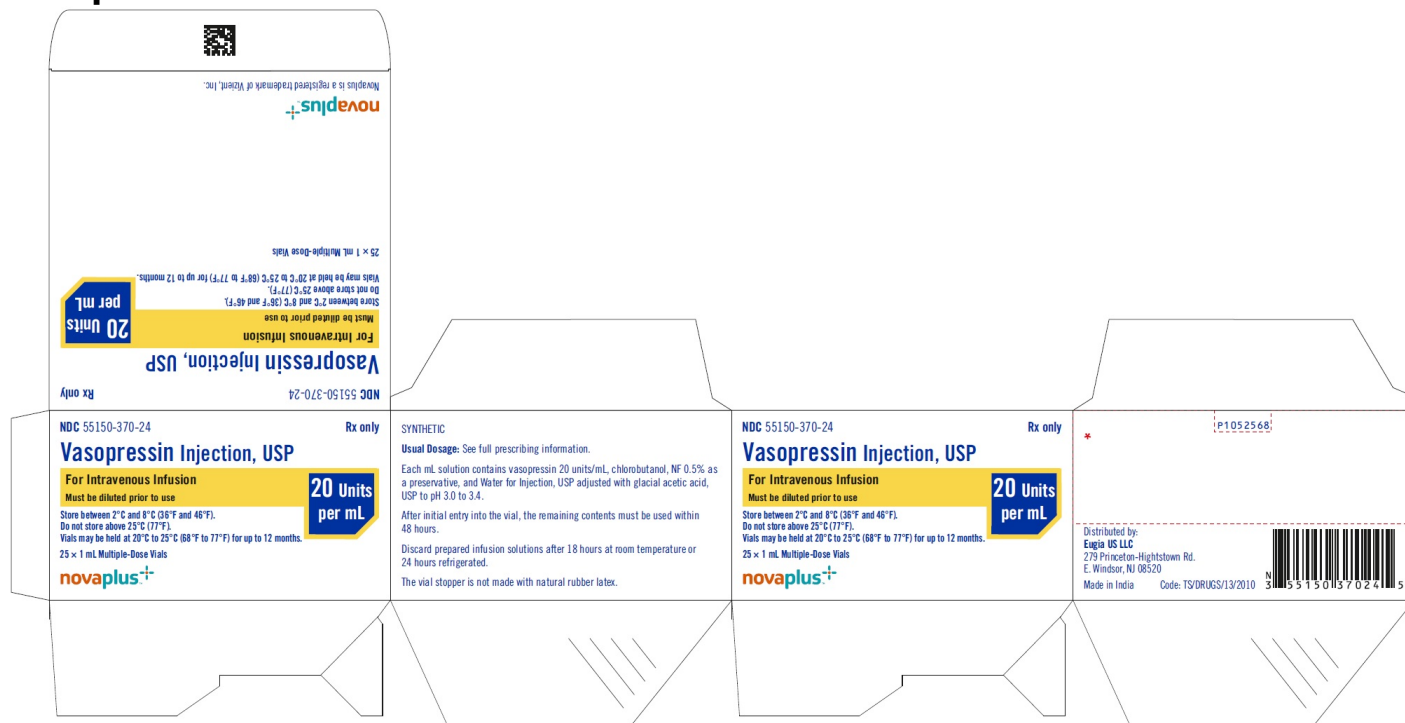 Novaplus is a registered trademark of Vizient, Inc.
novaplus
25 × 1 mL Multiple-Dose Vials
Vials may be held at 20°C to 25°C (68°F to 77°F) for up to 12 months.
Do not store above 25°C (77°F).
Store between 2°C and 8°C (36°F and 46°F).
20 Units
per mL
Must be diluted prior to use
For Intravenous Infusion
Vasopressin Injection, USP
NDC 55150-370-24 Rx only
NDC 55150-370-24 Rx only
Vasopressin Injection, USP
For Intravenous Infusion
Must be diluted prior to use
20 Units
per mL
Store between 2°C and 8°C (36°F and 46°F).
Do not store above 25°C (77°F).
Vials may be held at 20°C to 25°C (68°F to 77°F) for up to 12 months.
25 × 1 mL Multiple-Dose Vials
novaplus
SYNTHETIC
Usual Dosage: See full prescribing information.
Each mL solution contains vasopressin 20 units/mL, chlorobutanol, NF 0.5% as
a preservative, and Water for Injection, USP adjusted with glacial acetic acid,
USP to pH 3.0 to 3.4.
After initial entry into the vial, the remaining contents must be used within
48 hours.
Discard prepared infusion solutions after 18 hours at room temperature or
24 hours refrigerated.
The vial stopper is not made with natural rubber latex.
NDC 55150-370-24 Rx only
Vasopressin Injection, USP
For Intravenous Infusion
Must be diluted prior to use
20 Units
per mL
Store between 2°C and 8°C (36°F and 46°F).
Do not store above 25°C (77°F).
Vials may be held at 20°C to 25°C (68°F to 77°F) for up to 12 months.
25 × 1 mL Multiple-Dose Vials
novaplus
*
P1052568
Distributed by:
Eugia US LLC
279 Princeton-Hightstown Rd.
E. Windsor, NJ 08520
Made in India Code: TS/DRUGS/13/2010
N
3 55150 37024 5